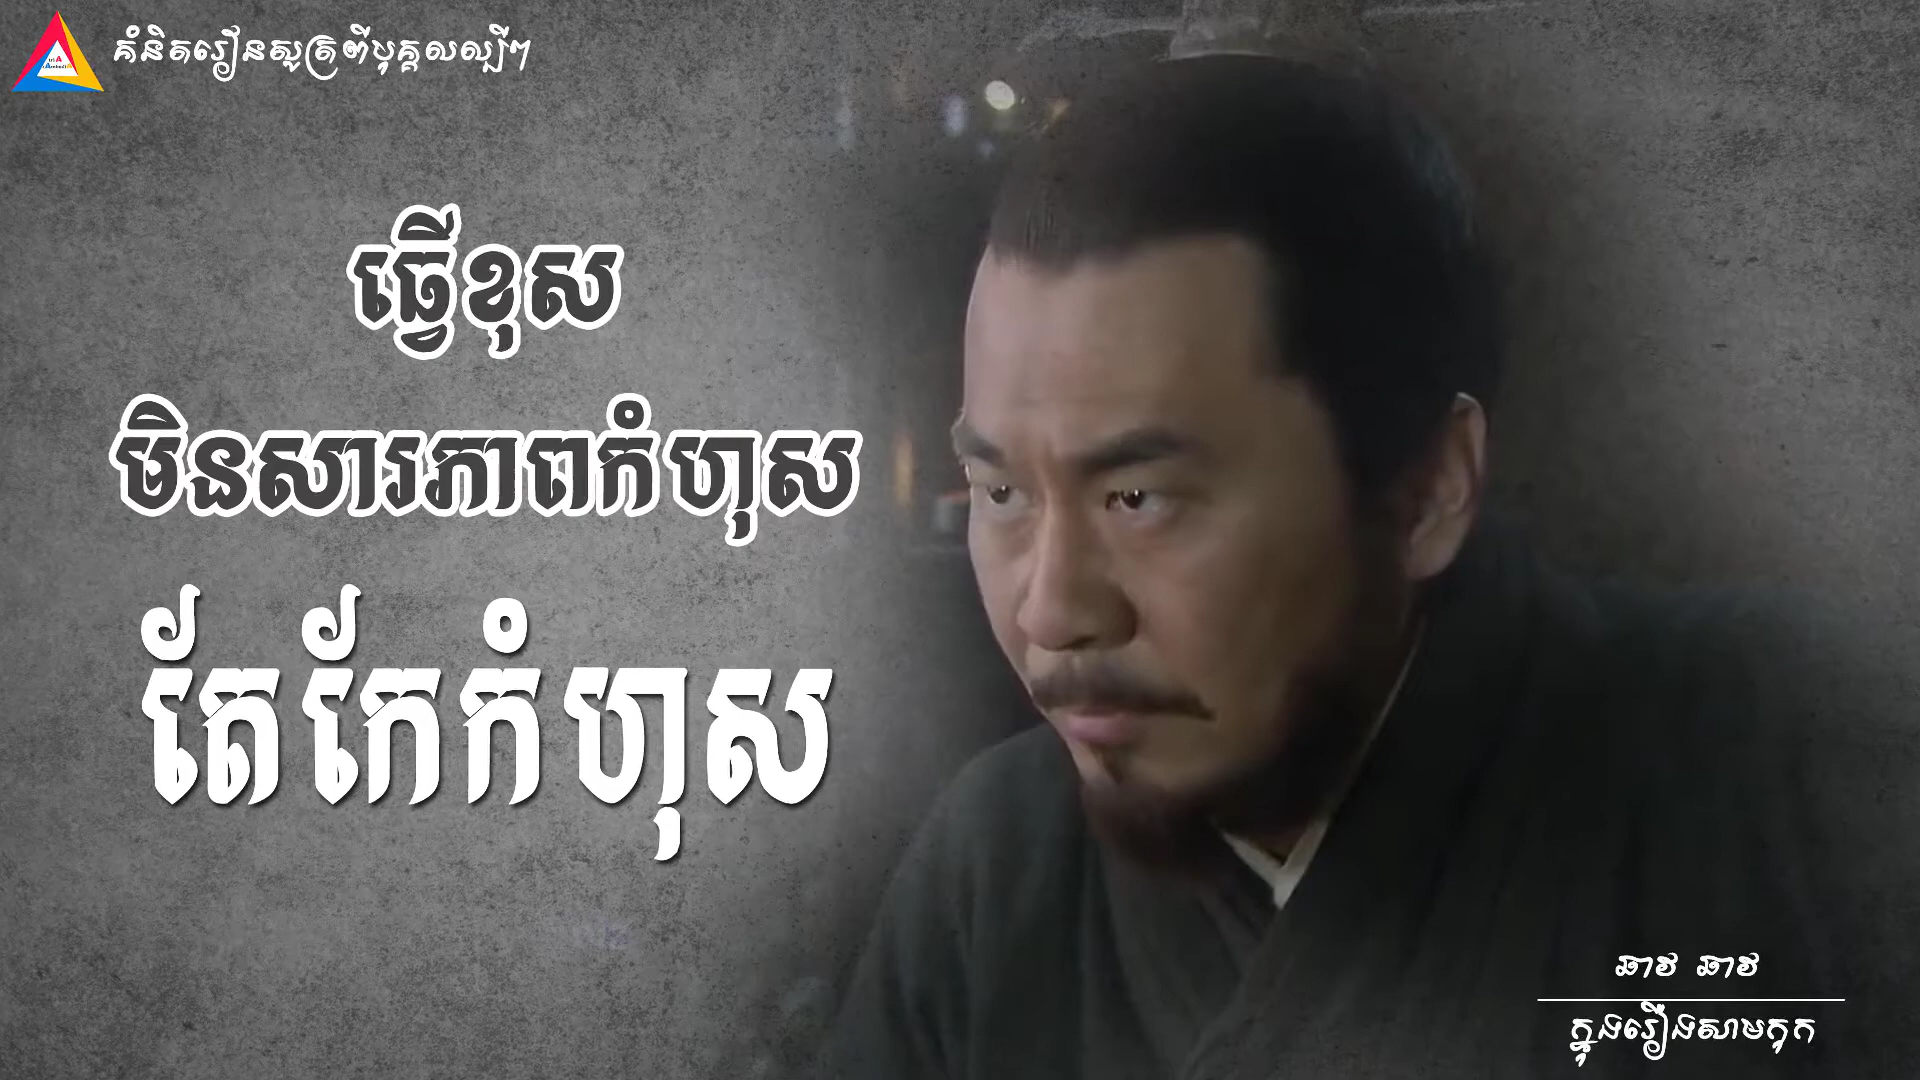 គំនិតរៀនសូត្រពីបុគ្គលល្បីៗ
ធ្វើខុស
មិនសារភាពកំហុស
តែកែកំហុស
ឆាវ ឆាវ
ក្នុងរឿងសាមកុក